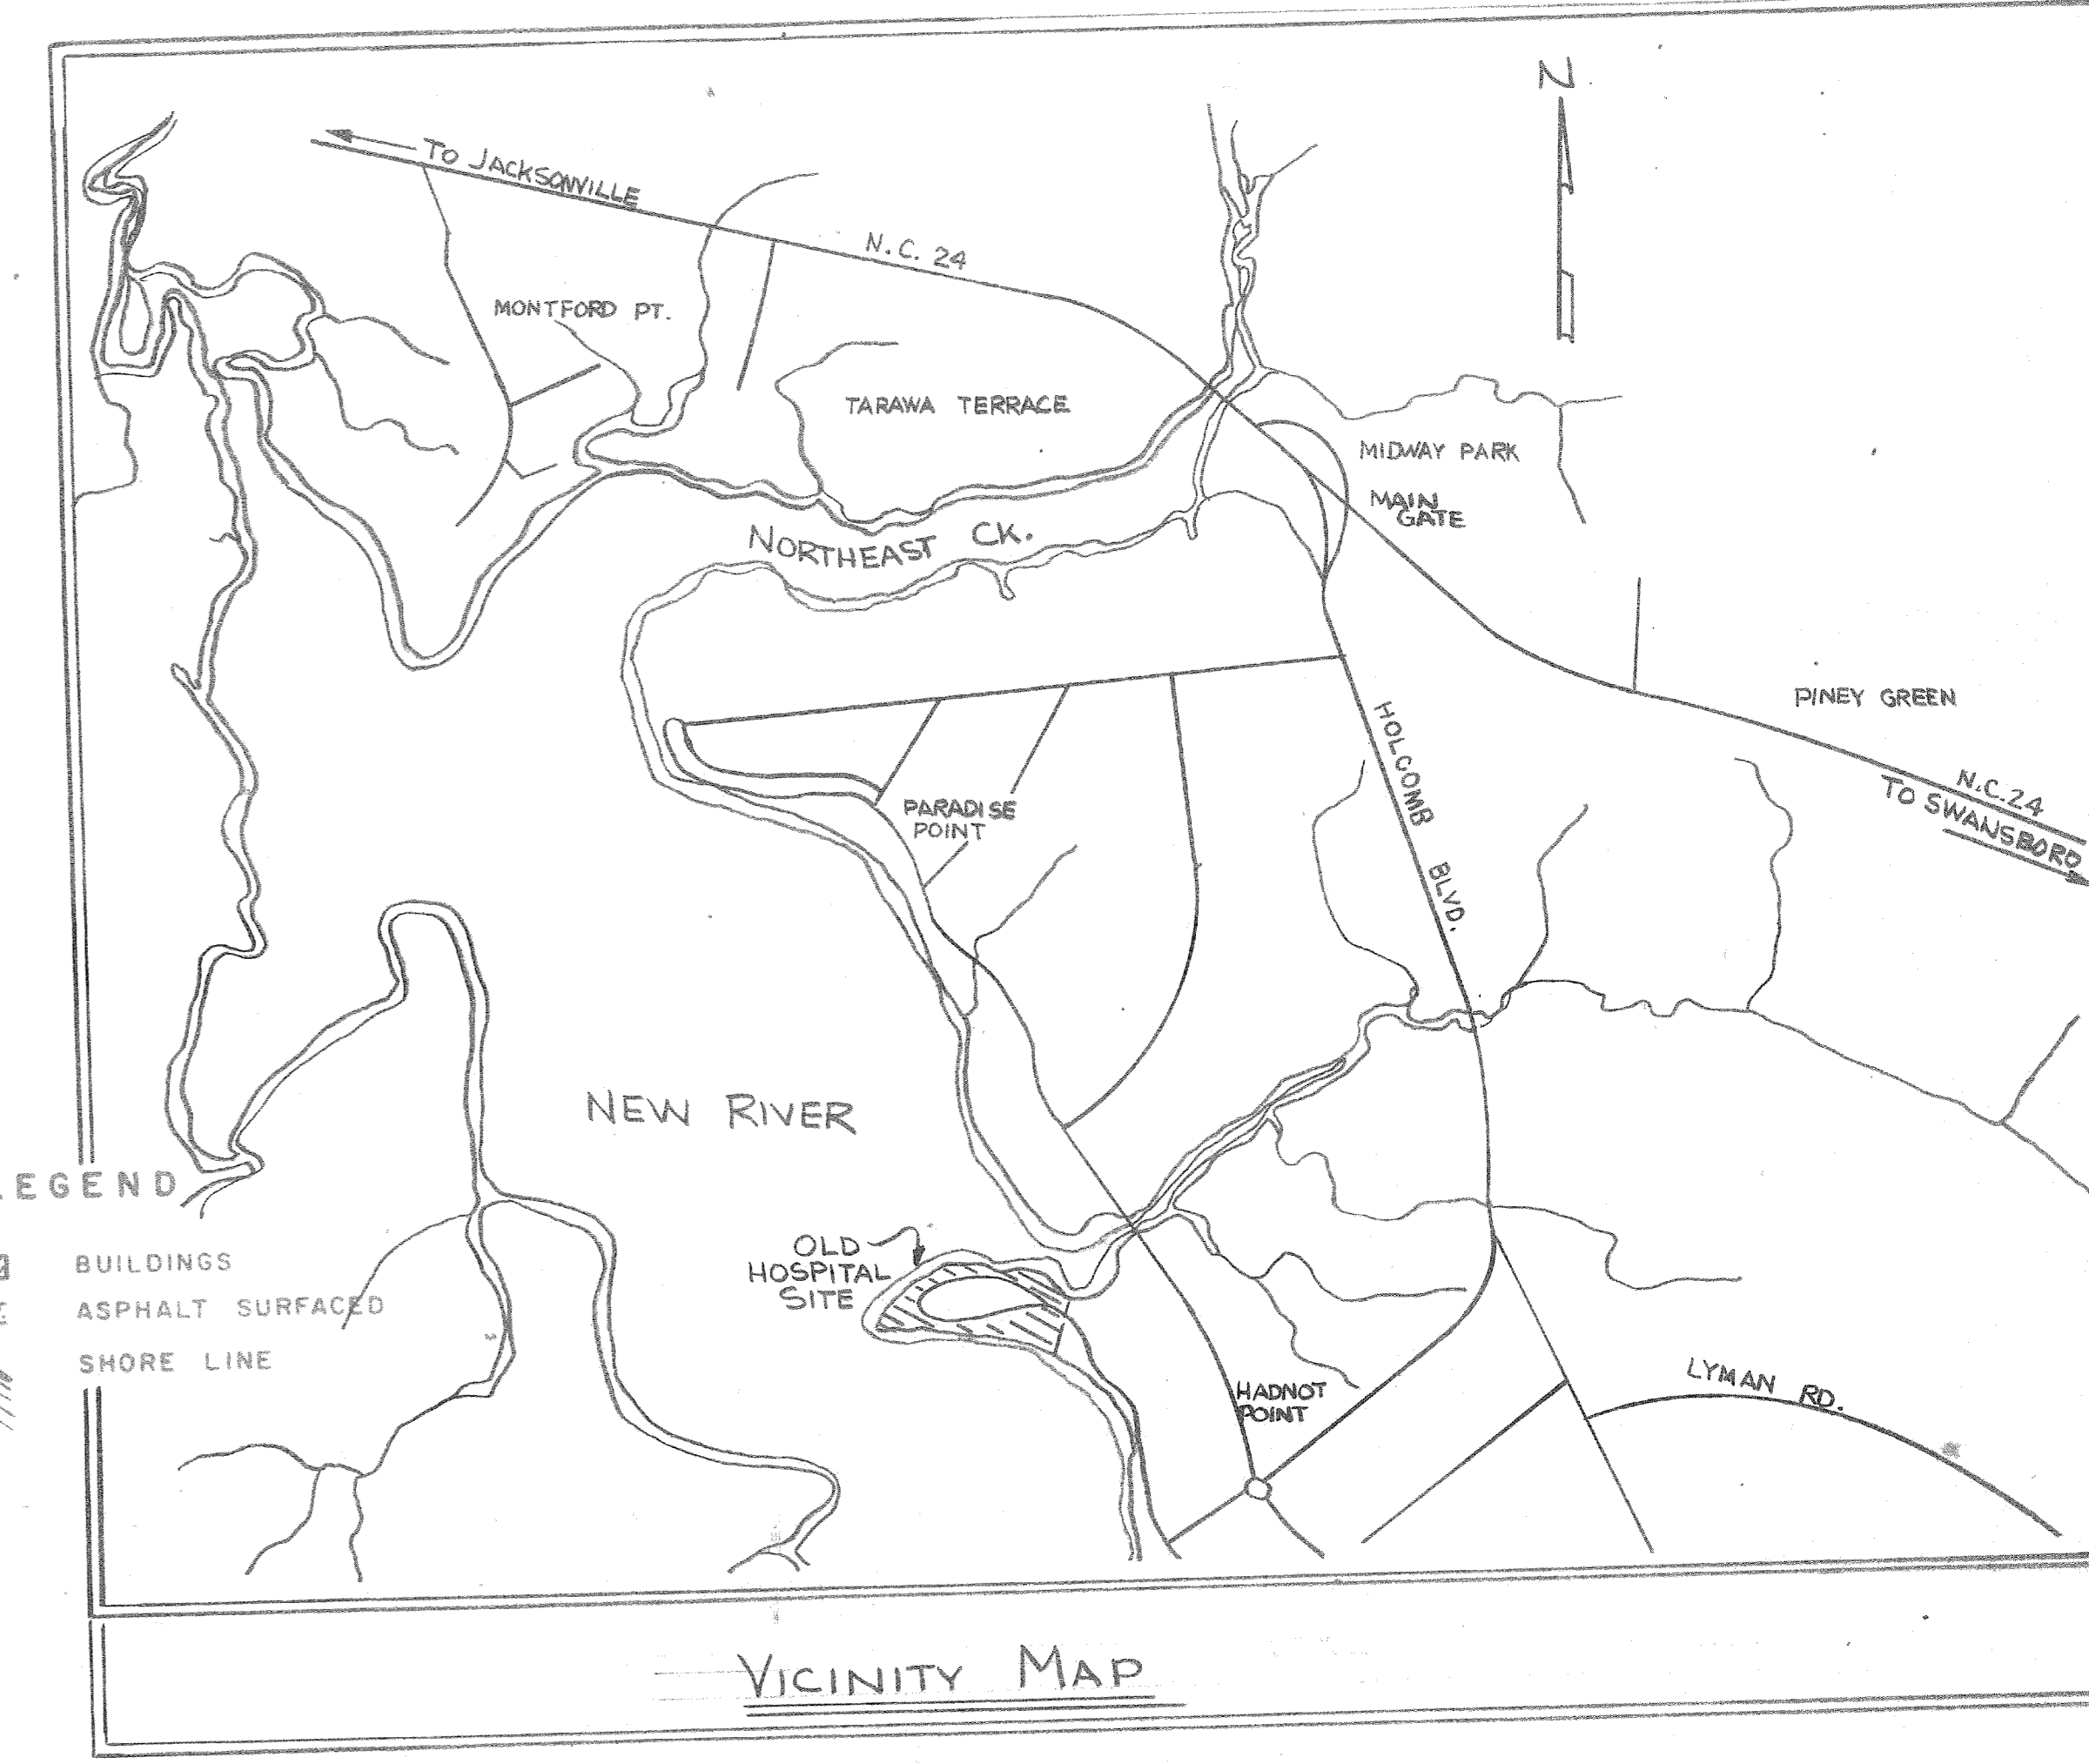 N
To JACKSONVILLE
N.C. 24
MONTFORD PT.
TARAWA TERRACE
MIDWAY PARK
MAIN
GATE
NORTHEAST CK.
PINEY GREEN
HOLCOMB BLVD.
N.C.24
To SWANSBORO
PARADISE
POINT
NEW RIVER
EGEND
BUILDINGS
ASPHALT SURFACED
SHORE LINE
OLD
HOSPITAL
SITE
HADNOT
POINT
LYMAN RD.
VICINITY MAP